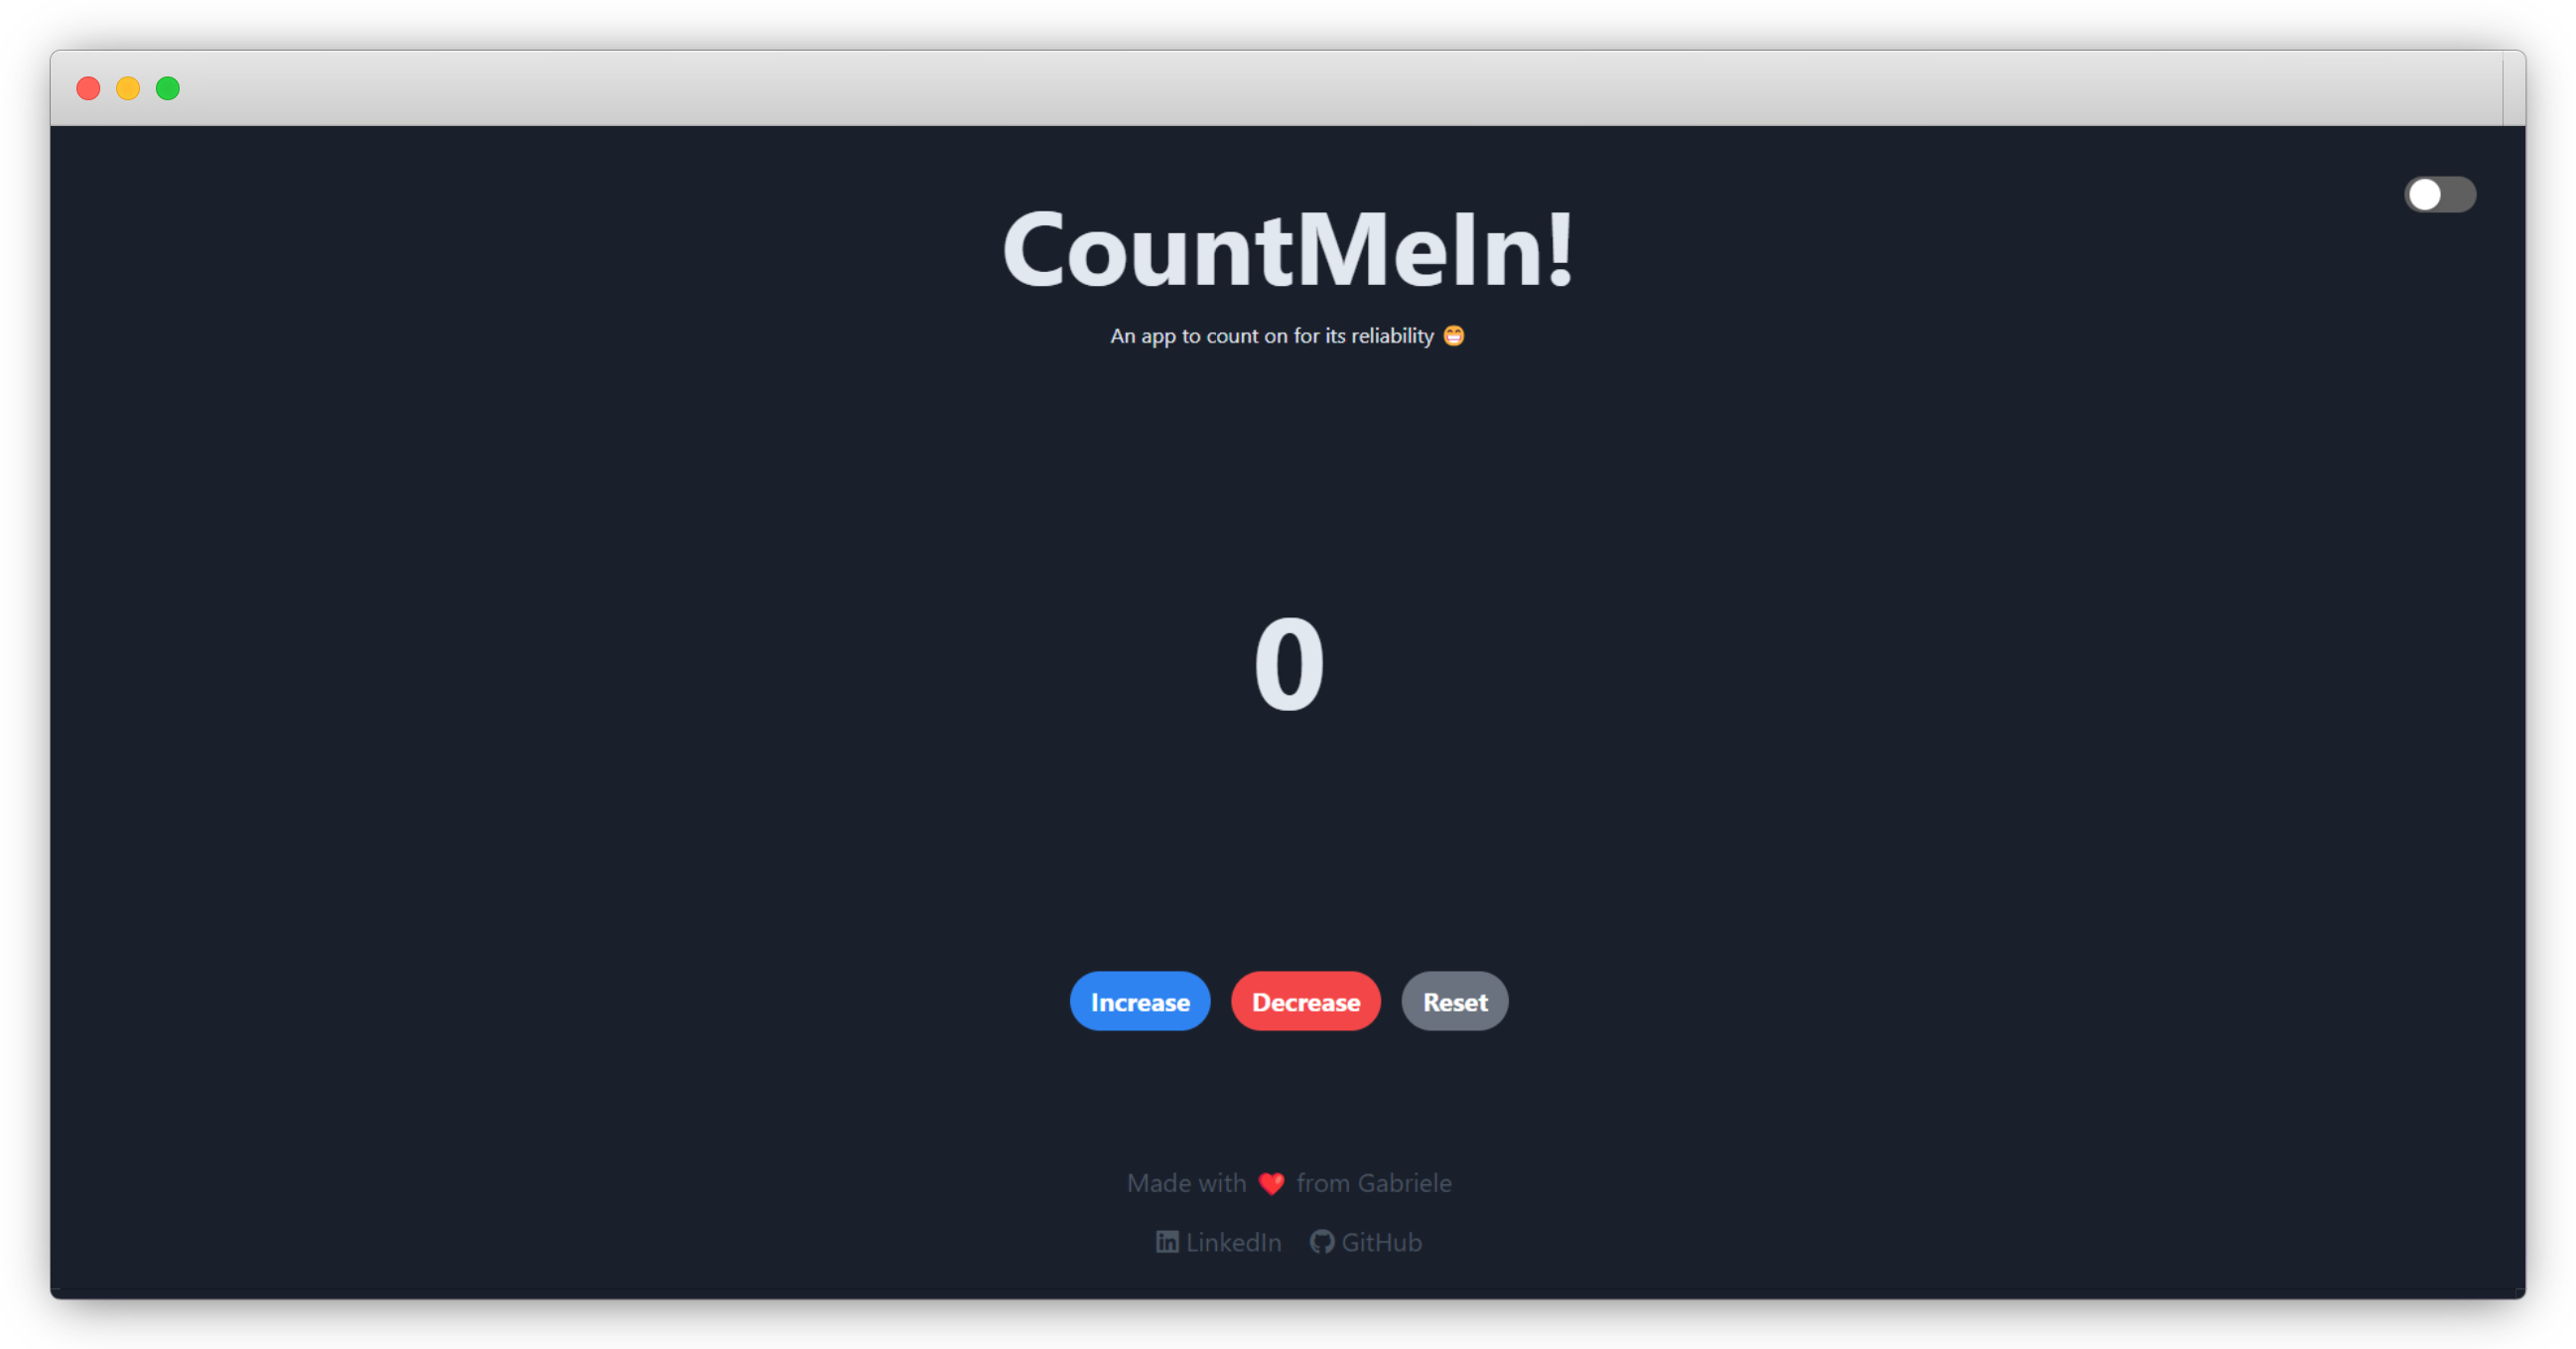 CountMeIn!
An app to count on for its reliability 😁
0
Increase Decrease Reset
Made with ❤️ from Gabriele
LinkedIn GitHub